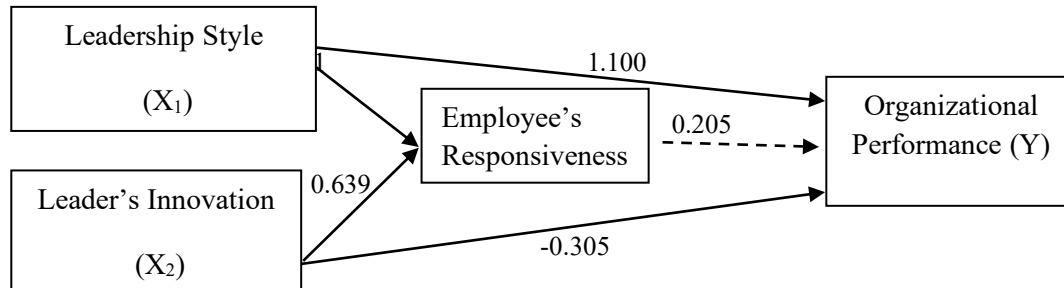 Leadership Style
(X₁)
1
1.100
Employee’s
Responsiveness
0.205
Organizational
Performance (Y)
0.639
Leader’s Innovation
(X₂)
-0.305